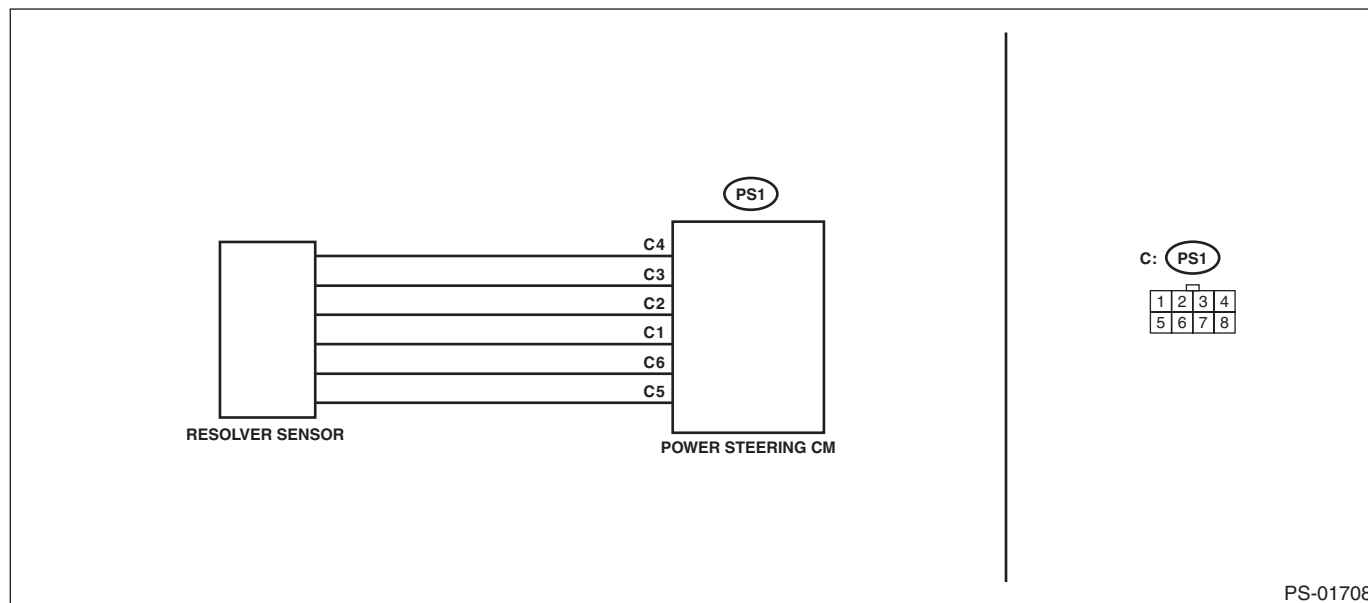 PS1
C4
C3
C2
C1
C6
C5
RESOLVER SENSOR
POWER STEERING CM
C: PS1
1 2 3 4
5 6 7 8
PS-01708